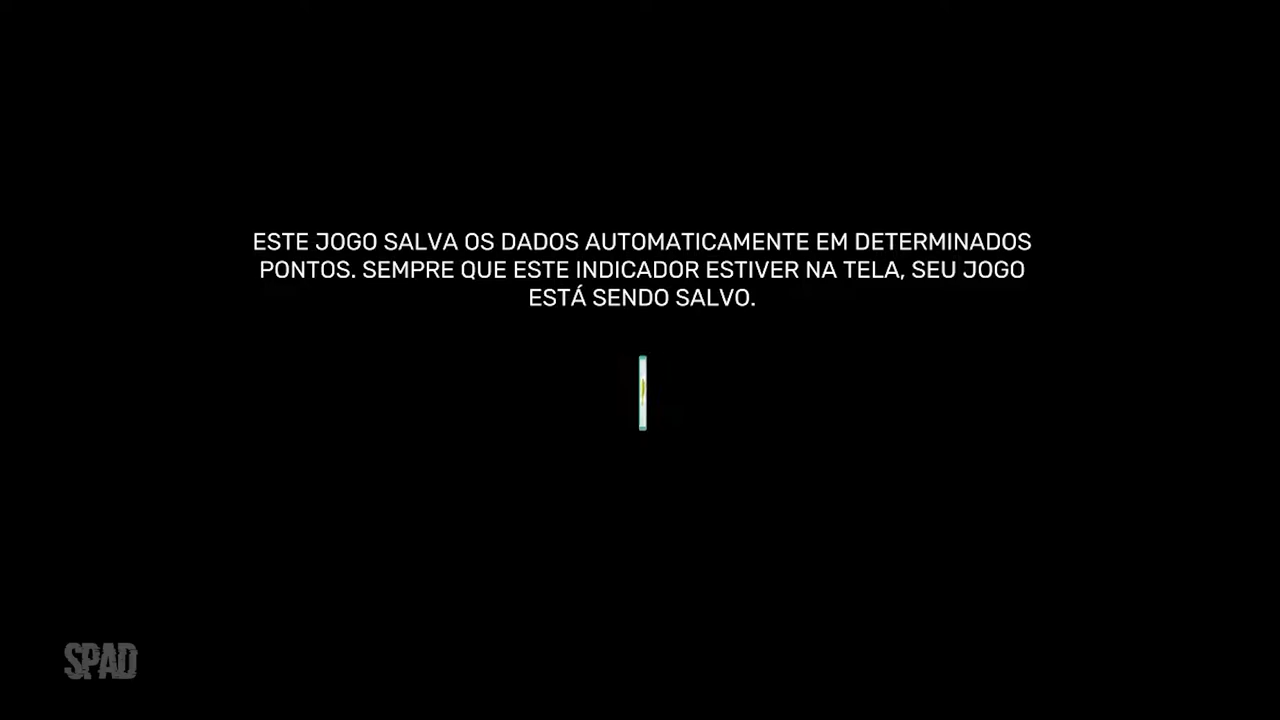 ESTE JOGO SALVA OS DADOS AUTOMATICAMENTE EM DETERMINADOS
PONTOS. SEMPRE QUE ESTE INDICADOR ESTIVER NA TELA, SEU JOGO
ESTÁ SENDO SALVO.
SPAD